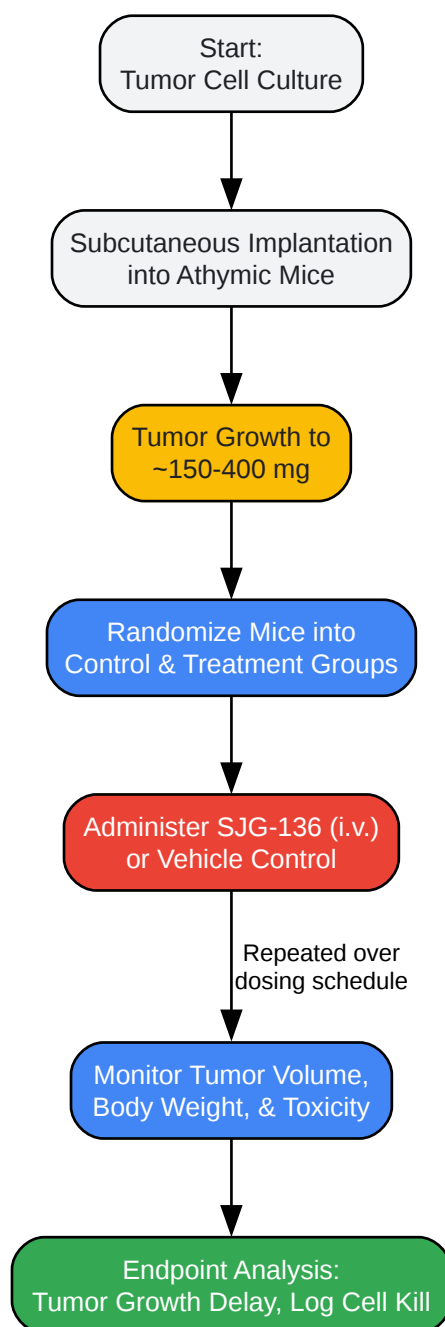 Start:
Tumor Cell Culture
Subcutaneous Implantation
into Athymic Mice
Tumor Growth to
~150-400 mg
Randomize Mice into
Control & Treatment Groups
Administer SJG-136 (i.v.)
or Vehicle Control
Repeated over
dosing schedule
Monitor Tumor Volume,
Body Weight, & Toxicity
Endpoint Analysis:
Tumor Growth Delay, Log Cell Kill